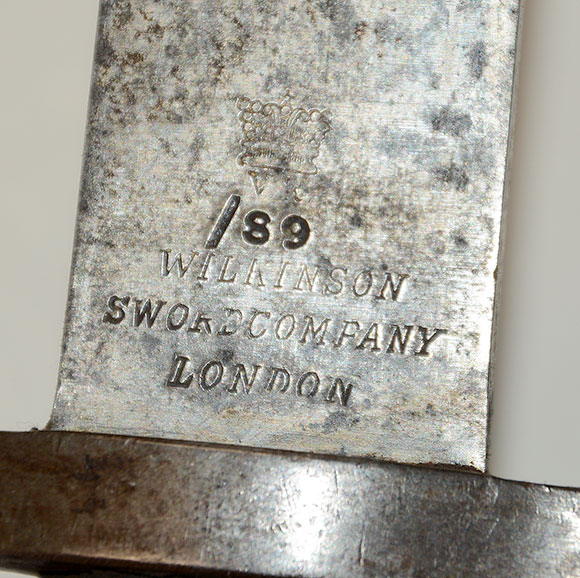 V R
/89
WILKINSON
SWORDCOMPANY
LONDON